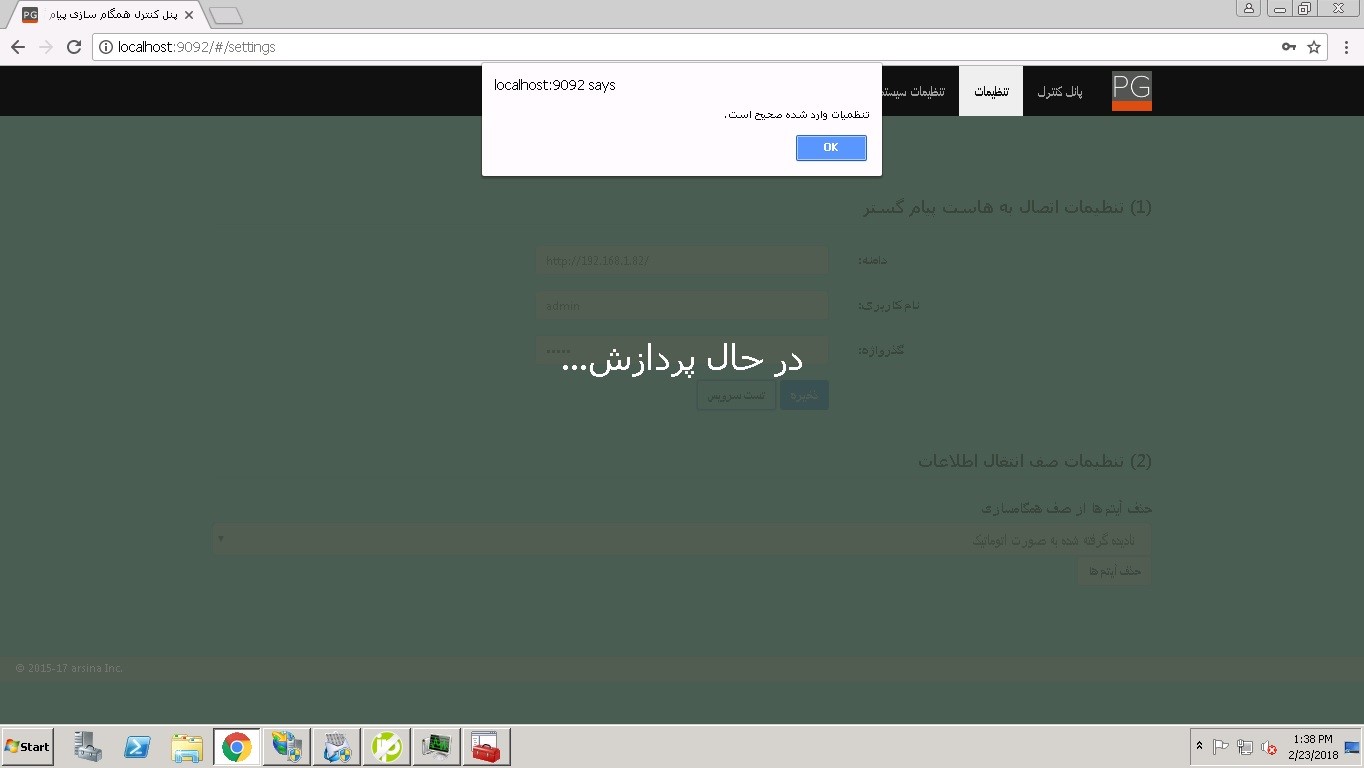 پنل کنترل همگام سازی پیام
localhost:9092/#/settings
PG
پانل کنترل
تنظیمات
تنظیمات سیستم
localhost:9092 says
تنظمیات وارد شده صحیح است.
OK
(1) تنظیمات اتصال به هاست پیام گستر
دامنه:
http://192.168.1.82/
نام کاربری:
admin
گذرواژه:
•••••
در حال پردازش...
ذخیره
تست سرویس
(2) تنظیمات صف انتقال اطلاعات
حذف آیتم ها از صف همگام‌سازی
نادیده گرفته شده به صورت اتوماتیک
حذف آیتم ها
© 2015-17 arsina Inc.
Start
1:38 PM
2/23/2018